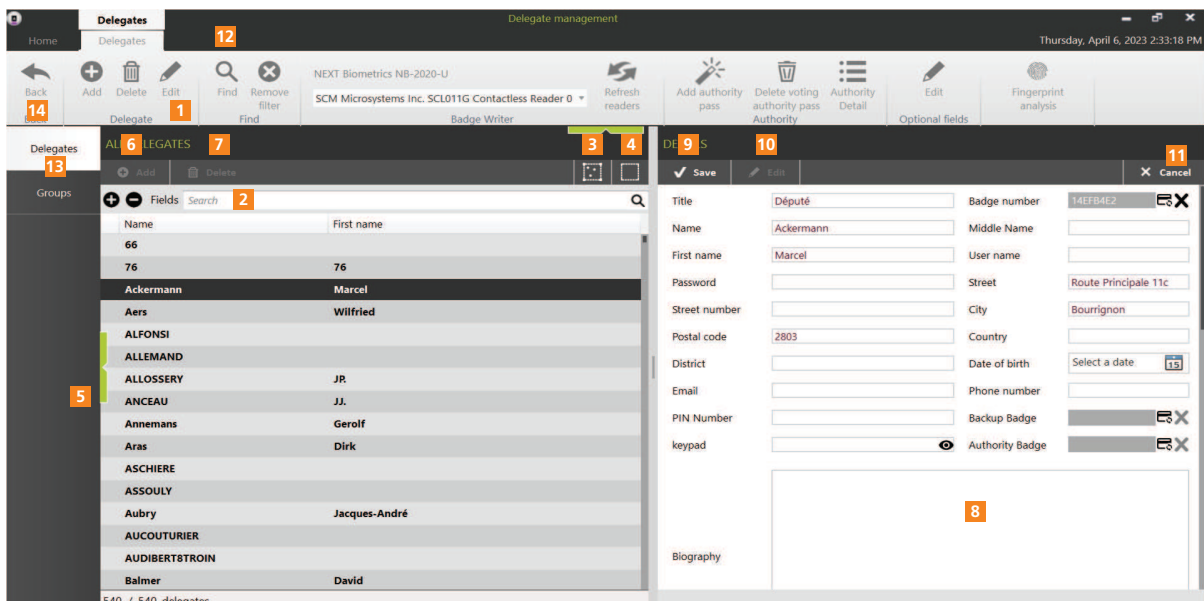 Delegates
Delegate management
Home
Delegates
12
Thursday, April 6, 2023 2:33:18 PM
Back
Add
Delete
Edit
Find
Remove filter
NEXT Biometrics NB-2020-U
SCM Microsystems Inc. SCL011G Contactless Reader 0
Refresh readers
Add authority pass
Delete voting authority pass
Authority Detail
Edit
Fingerprint analysis
14
1
Delegate
Find
Badge Writer
Authority
Optional fields
Delegates
13
Groups
6
7
3
4
9
10
11
Add
Delete
Save
Edit
Cancel
Fields
Search
2
Name
First name
66
76 76
Ackermann Marcel
Aers Wilfried
ALFONSI
ALLEMAND
ALLOSSERY JP.
ANCEAU JJ.
Annemans Gerolf
Aras Dirk
ASCHIERE
ASSOULY
Aubry Jacques-André
AUCOUTURIER
AUDIBERT8TROIN
Balmer David
540 / 540 delegates
5
Title Député Badge number 14EFB4E2
Name Ackermann Middle Name
First name Marcel User name
Password Street Route Principale 11c
Street number City Bourrignon
Postal code 2803 Country
District Date of birth Select a date 15
Email Phone number
PIN Number Backup Badge
keypad Authority Badge
8
Biography